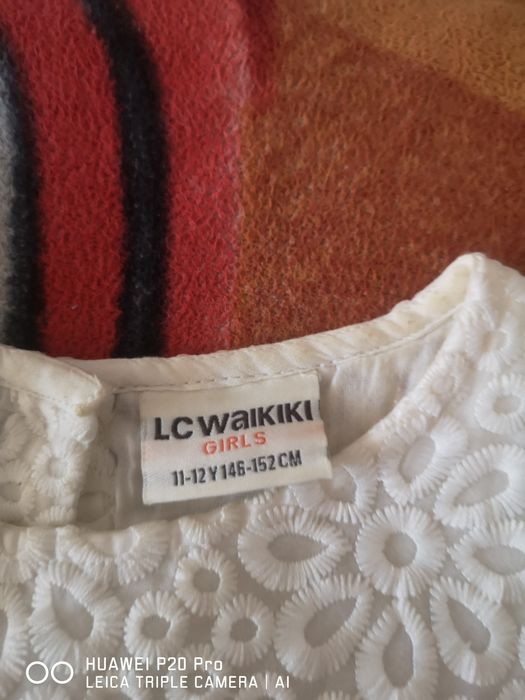 LC WAIKIKI
GIRLS
11-12 Y 146-152 CM
HUAWEI P20 Pro
LEICA TRIPLE CAMERA | AI